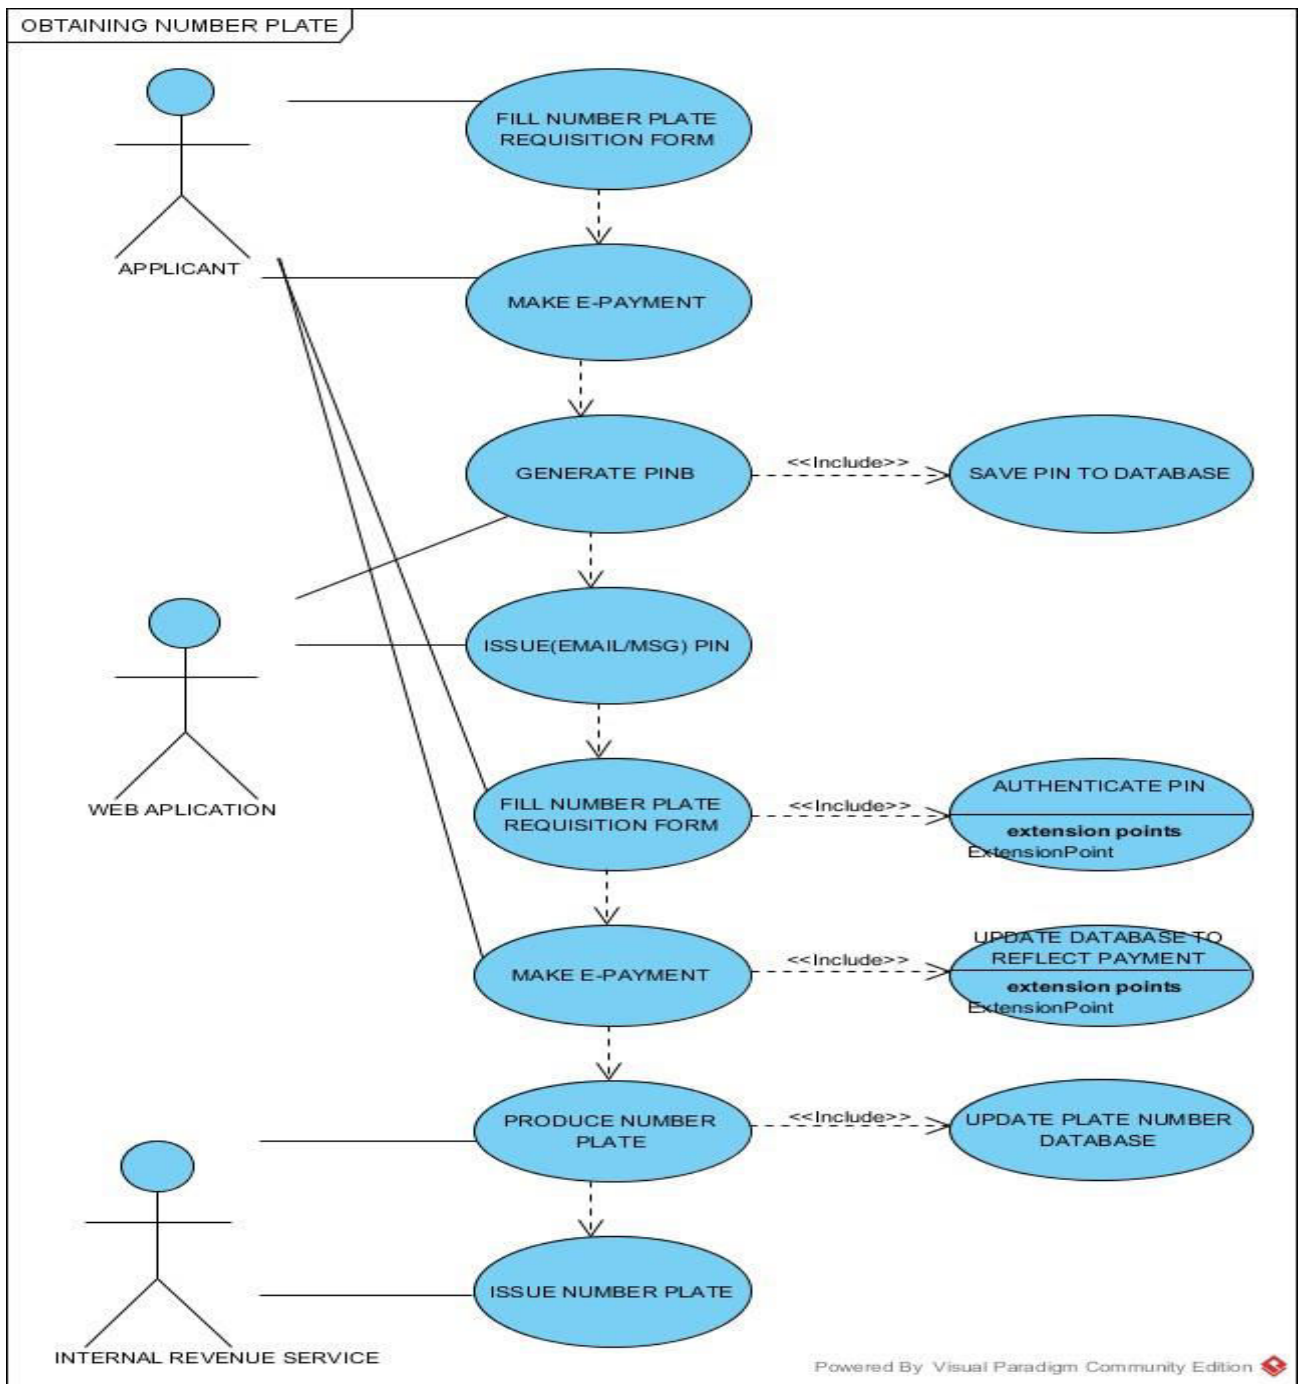 OBTAINING NUMBER PLATE
FILL NUMBER PLATE
REQUISITION FORM
APPLICANT
MAKE E-PAYMENT
GENERATE PINB
<<Include>>
SAVE PIN TO DATABASE
ISSUE(EMAIL/MSG) PIN
WEB APLICATION
FILL NUMBER PLATE
REQUISITION FORM
<<Include>>
AUTHENTICATE PIN
extension points
ExtensionPoint
MAKE E-PAYMENT
<<Include>>
UPDATE DATABASE TO
REFLECT PAYMENT
extension points
ExtensionPoint
PRODUCE NUMBER
PLATE
<<Include>>
UPDATE PLATE NUMBER
DATABASE
ISSUE NUMBER PLATE
INTERNAL REVENUE SERVICE
Powered By Visual Paradigm Community Edition